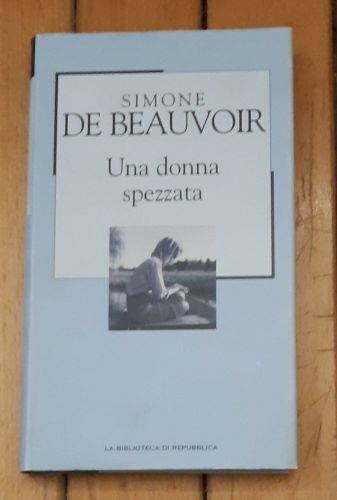 SIMONE
DE BEAUVOIR
Una donna
spezzata
LA BIBLIOTECA DI REPUBBLICA